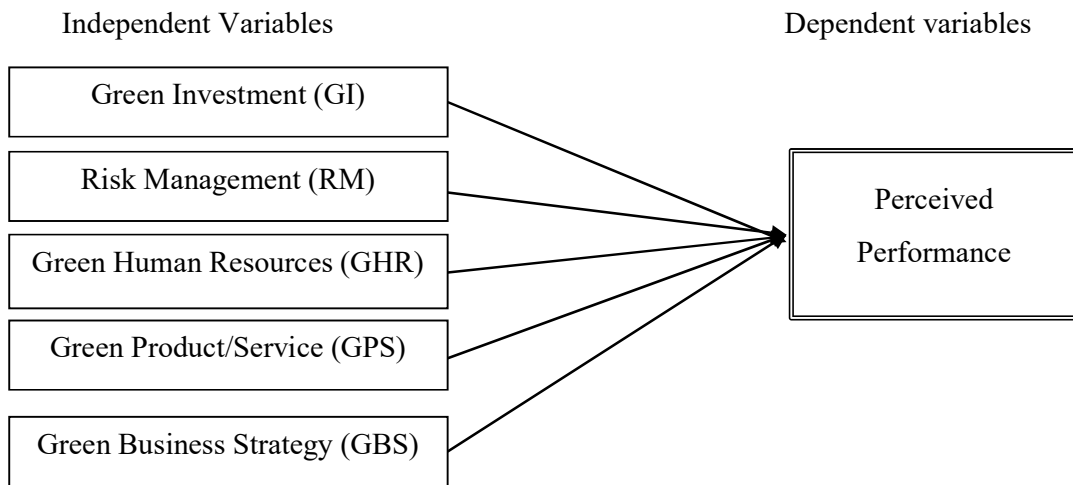 Independent Variables
Dependent variables
Green Investment (GI)
Risk Management (RM)
Green Human Resources (GHR)
Green Product/Service (GPS)
Green Business Strategy (GBS)
Perceived
Performance